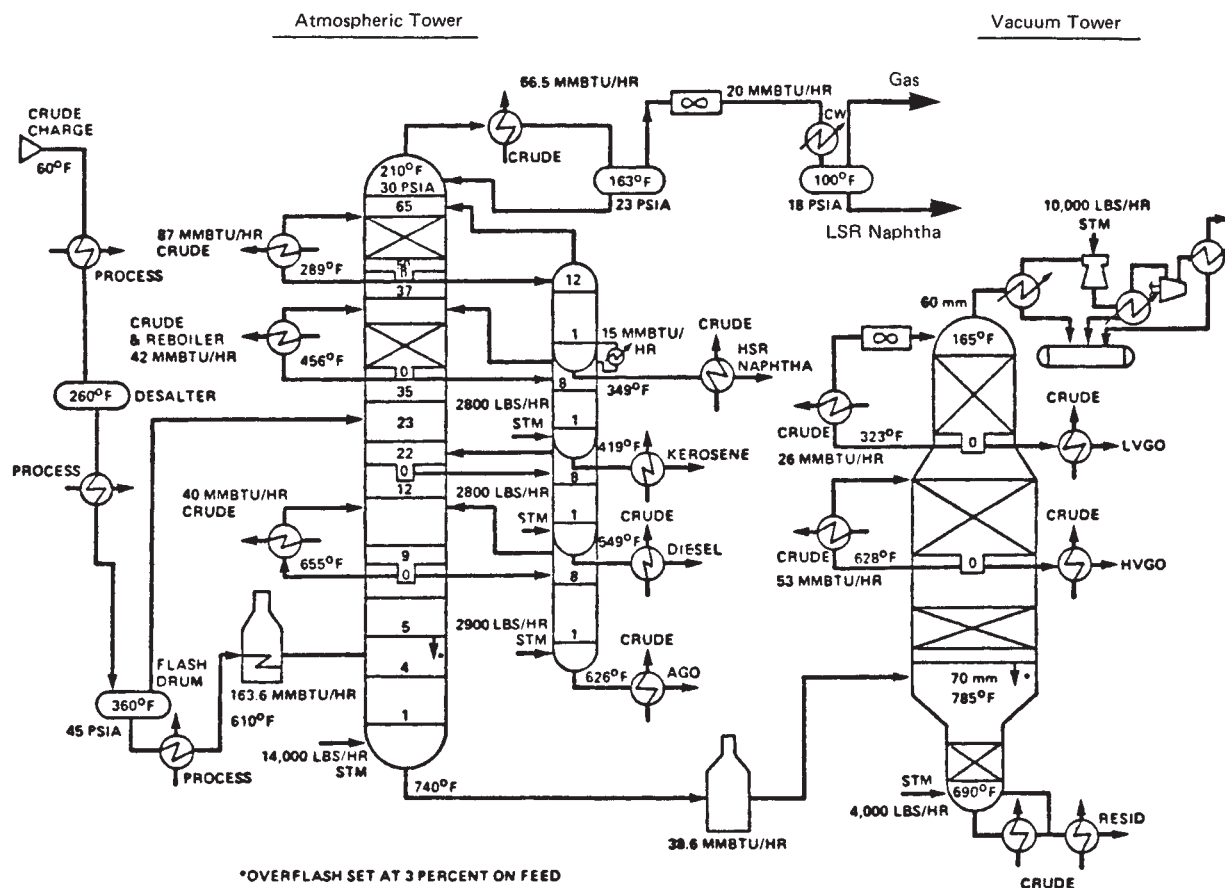 Atmospheric Tower
Vacuum Tower
66.5 MMBTU/HR
20 MMBTU/HR
Gas
CRUDE
CHARGE
60°F
CW
CRUDE
210°F
30 PSIA
163°F
23 PSIA
100°F
18 PSIA
LSR Naphtha
10,000 LBS/HR
STM
65
87 MMBTU/HR
CRUDE
289°F
PROCESS
37
12
60 mm
CRUDE
& REBOILER
42 MMBTU/HR
456°F
0
35
1
15 MMBTU/
HR
CRUDE
HSR
NAPHTHA
349°F
8
165°F
260°F
DESALTER
23
2800 LBS/HR
STM
1
CRUDE
419°F
KEROSENE
CRUDE
323°F
26 MMBTU/HR
0
CRUDE
LVGO
PROCESS
22
0
12
8
40 MMBTU/HR
CRUDE
2800 LBS/HR
STM
1
CRUDE
549°F
DIESEL
655°F
9
0
8
CRUDE
628°F
53 MMBTU/HR
0
CRUDE
HVGO
5
*
4
2900 LBS/HR
STM
1
CRUDE
626°F
AGO
FLASH
DRUM
360°F
45 PSIA
163.6 MMBTU/HR
610°F
PROCESS
1
14,000 LBS/HR
STM
740°F
70 mm
785°F
*
38.6 MMBTU/HR
STM
4,000 LBS/HR
690°F
RESID
CRUDE
*OVERFLASH SET AT 3 PERCENT ON FEED